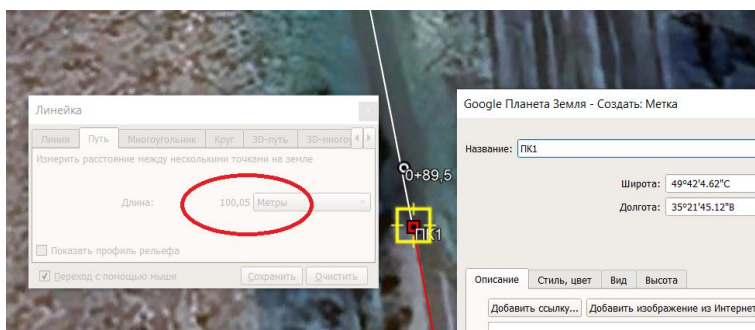 Линейка
Линия Путь Многоугольник Круг 3D-путь 3D-многоу
Измерить расстояние между несколькими точками на земле
Длина: 100,05 Метры
Показать профиль рельефа
Переход с помощью мыши Сохранить Очистить
0+89,5
ПК1
Google Планета Земля - Создать: Метка
Название: ПК1
Широта: 49°42'4.62"С
Долгота: 35°21'45.12"В
Описание Стиль, цвет Вид Высота
Добавить ссылку... Добавить изображение из Интернет